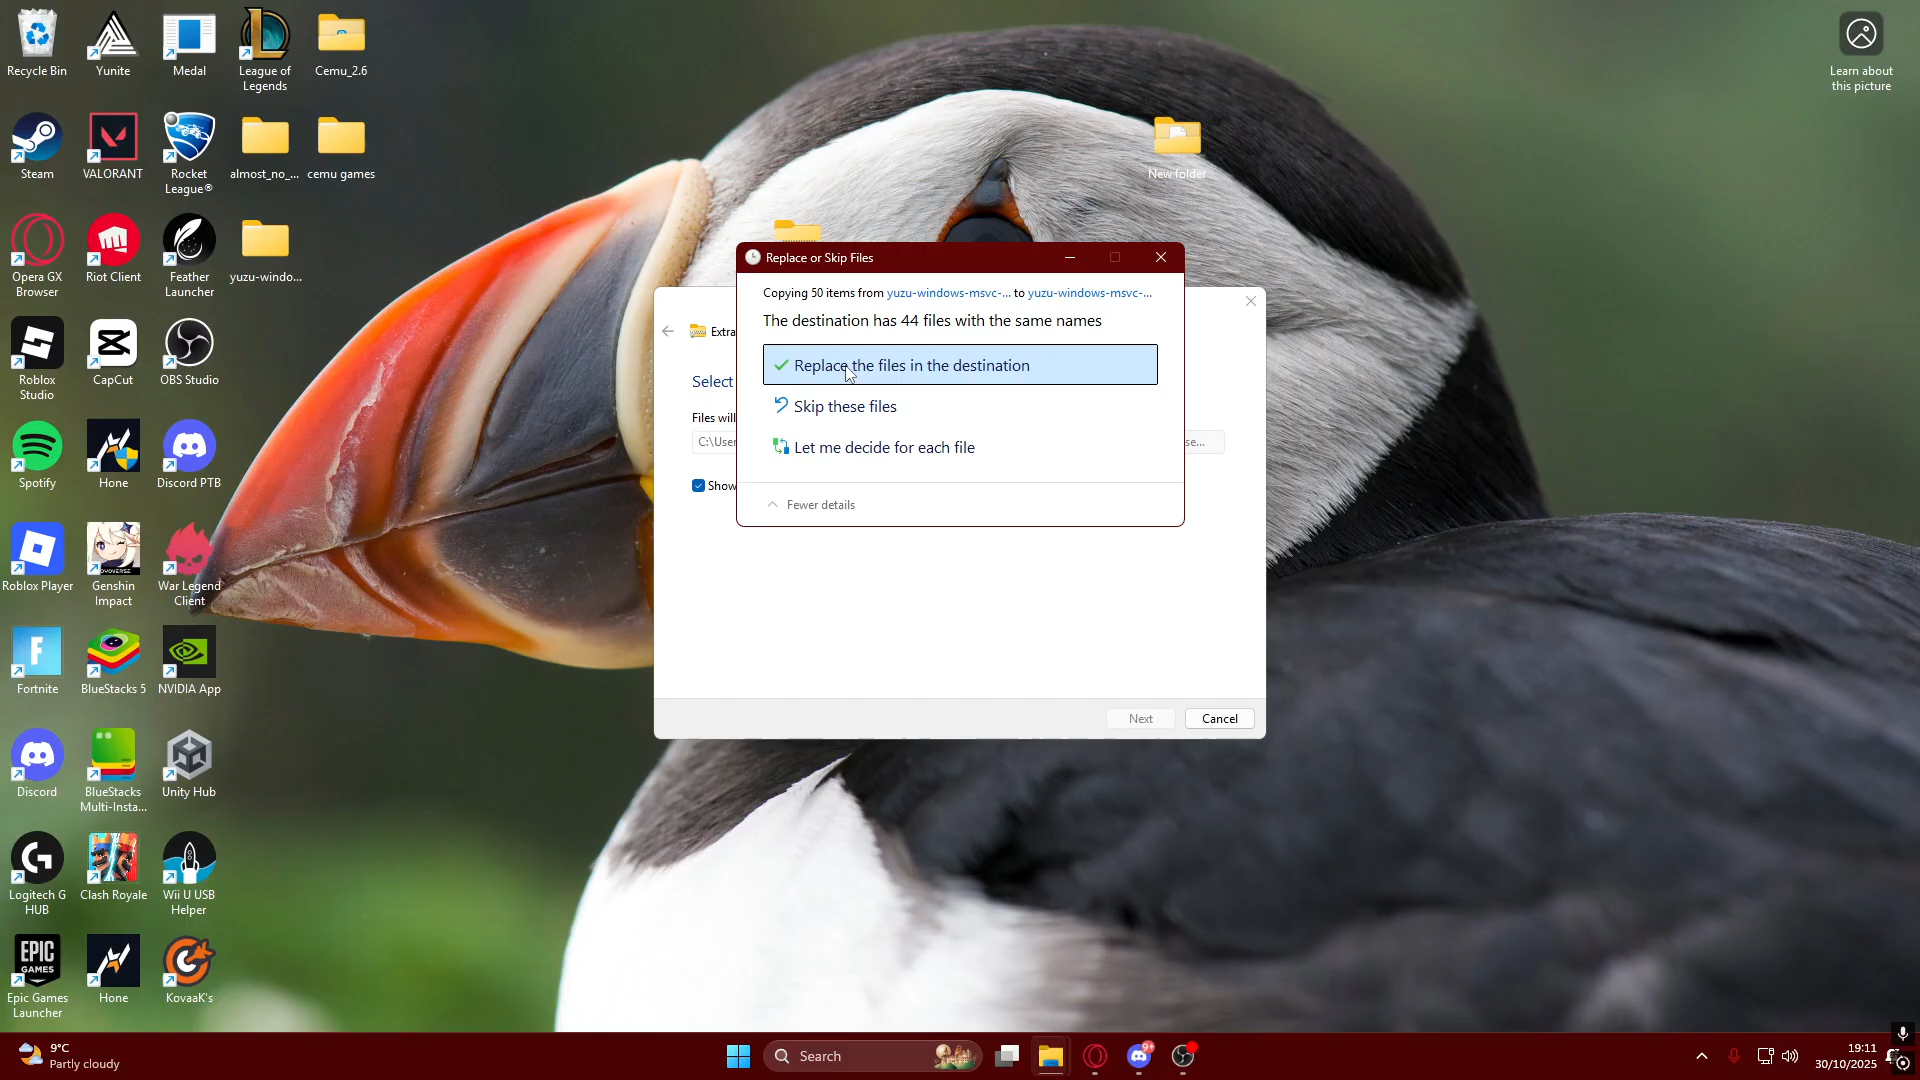 Recycle Bin
Yunite
Medal
League of
Legends
Cemu_2.6
Learn about
this picture
Steam
VALORANT
Rocket
League®
almost_no_...
cemu games
New folder
Opera GX
Browser
Riot Client
Feather
Launcher
yuzu-windo...
Roblox
Studio
CapCut
OBS Studio
Spotify
Hone
Discord PTB
Roblox Player
Genshin
Impact
War Legend
Client
Fortnite
BlueStacks 5
NVIDIA App
Discord
BlueStacks
Multi-Insta...
Unity Hub
Logitech G
HUB
Clash Royale
Wii U USB
Helper
EPIC
GAMES
Epic Games
Launcher
Hone
KovaaK's
Replace or Skip Files
Copying 50 items from yuzu-windows-msvc-... to yuzu-windows-msvc-...
The destination has 44 files with the same names
Replace the files in the destination
Skip these files
Let me decide for each file
Fewer details
Extra
Select
Files will
C:\User
se...
Show
Next
Cancel
9°C
Partly cloudy
Search
9+
19:11
30/10/2025